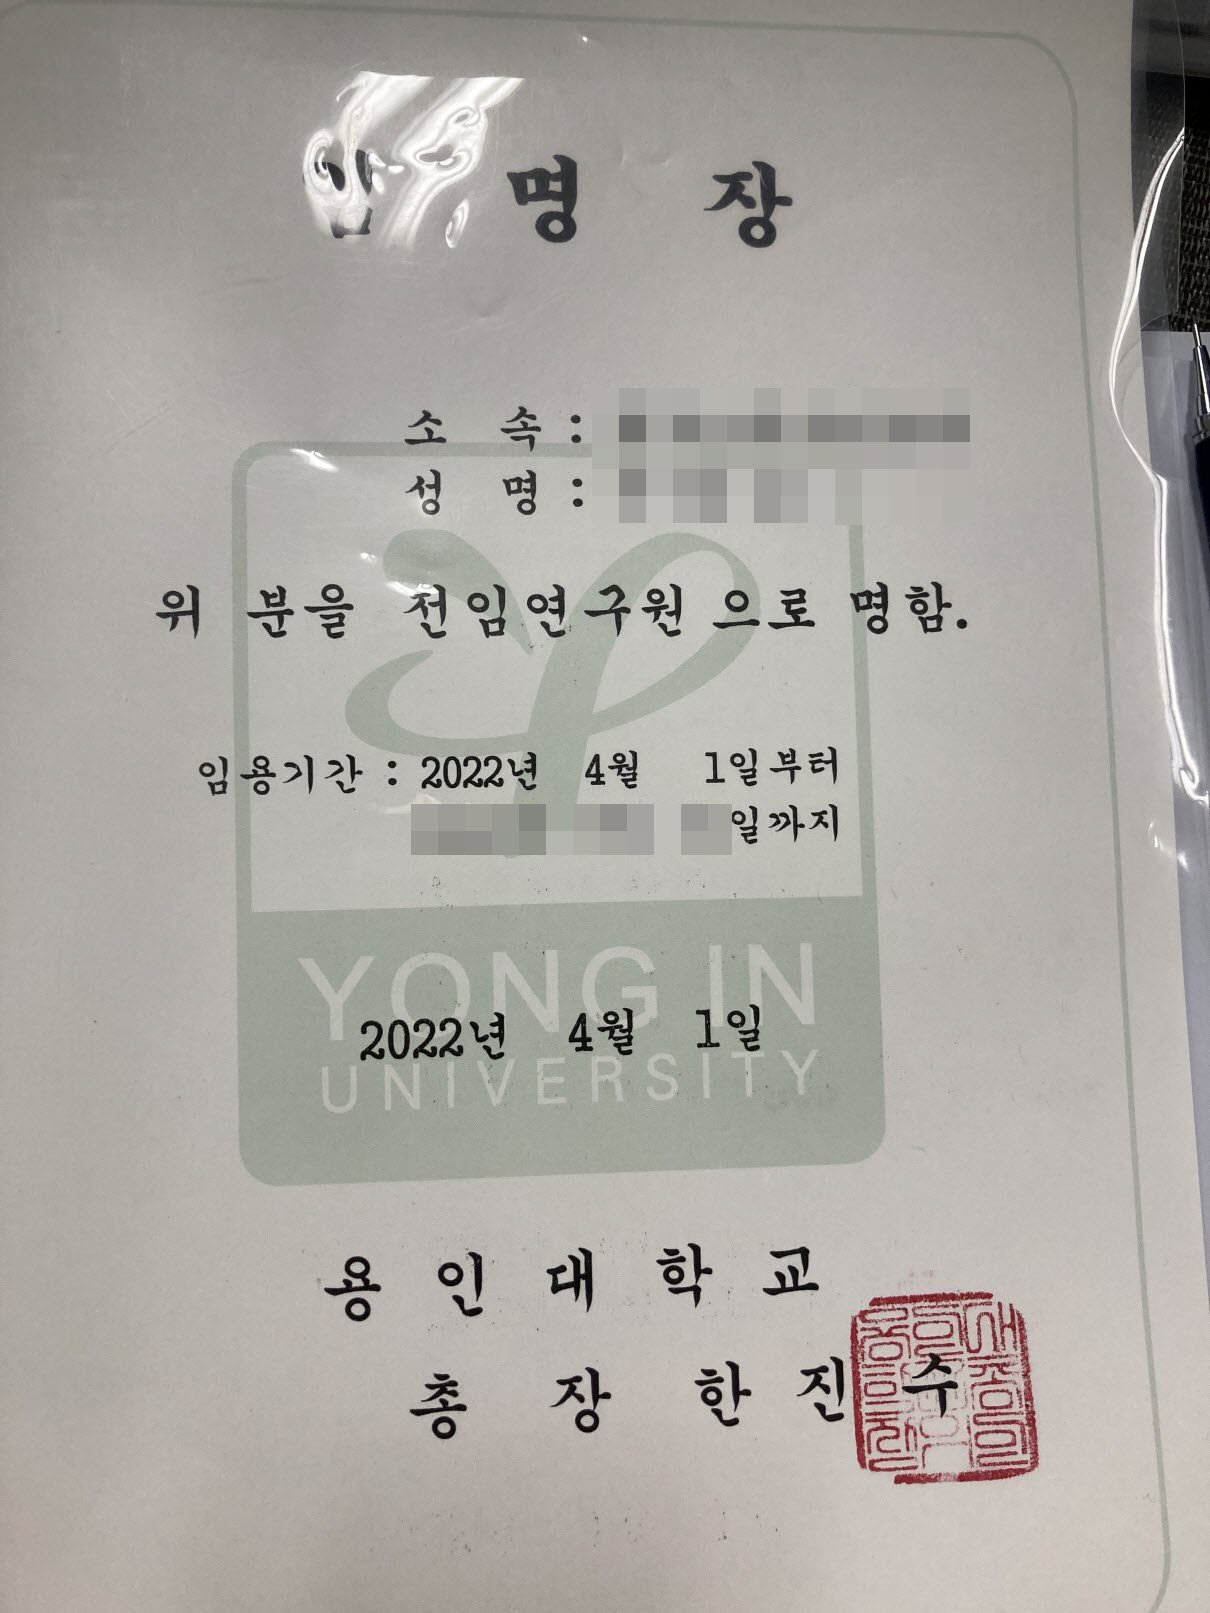 명 장
소 속 :
성 명 :
위 분을 전임연구원 으로 명함.
임용기간 : 2022년 4월 1일부터
일까지
YONG IN
2022년 4월 1일
UNIVERSITY
용 인 대 학 교
총 장 한 진 수